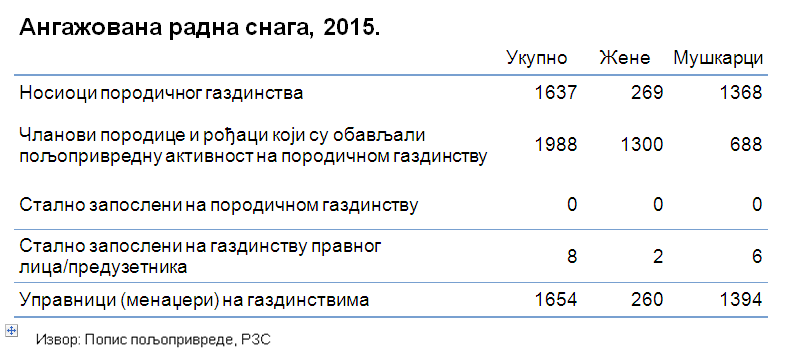 Ангажована радна снага, 2015.
Укупно Жене Мушкарци
Носиоци породичног газдинства 1637 269 1368
Чланови породице и рођаци који су обављали
пољопривредну активност на породичном газдинству 1988 1300 688
Стално запослени на породичном газдинству 0 0 0
Стално запослени на газдинству правног
лица/предузетника 8 2 6
Управници (менаџери) на газдинствима 1654 260 1394
Извор: Попис пољопривреде, РЗС